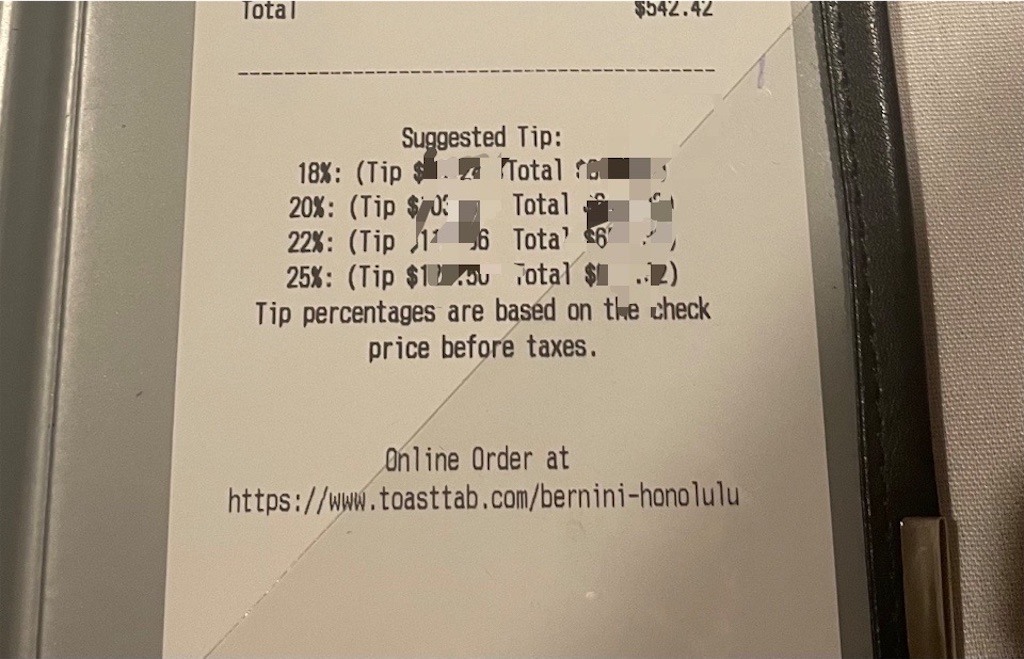 Total $542.42
Suggested Tip:
18%: (Tip Total
20%: (Tip Total
22%: (Tip
25%: (Tip
Tip percentages are based on the check
price before taxes.
Online Order at
https://www.toasttab.com/bernini-honolulu